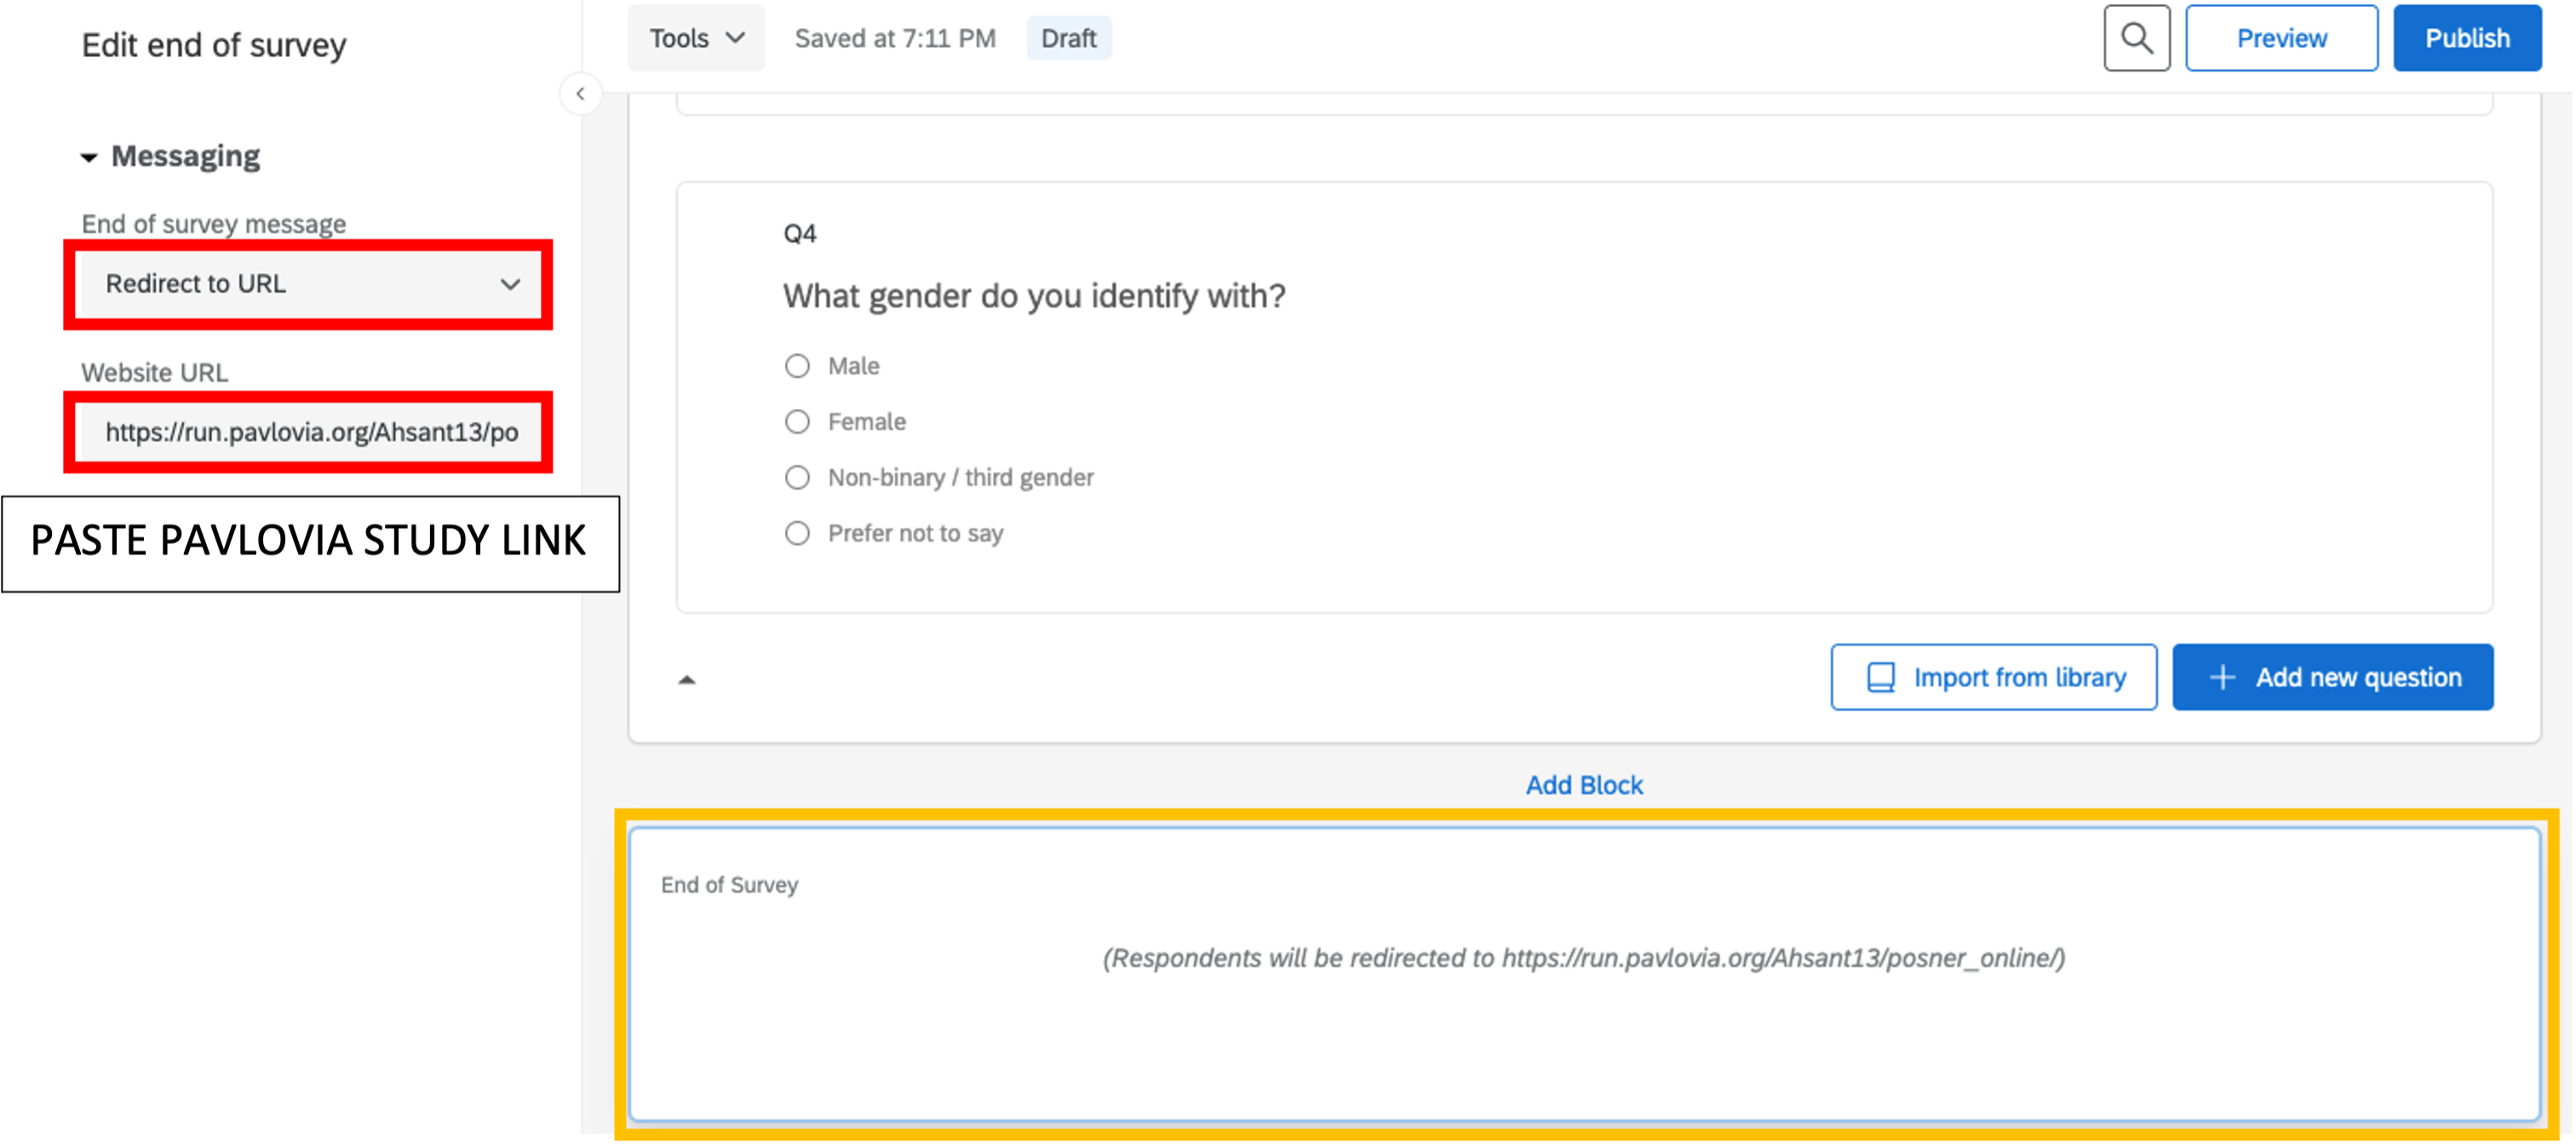 Edit end of survey
Messaging
End of survey message
Redirect to URL
Website URL
https://run.pavlovia.org/Ahsant13/po
PASTE PAVLOVIA STUDY LINK
Tools
Saved at 7:11 PM
Draft
Preview
Publish
Q4
What gender do you identify with?
Male
Female
Non-binary / third gender
Prefer not to say
Import from library
Add new question
Add Block
End of Survey
(Respondents will be redirected to https://run.pavlovia.org/Ahsant13/posner_online/)